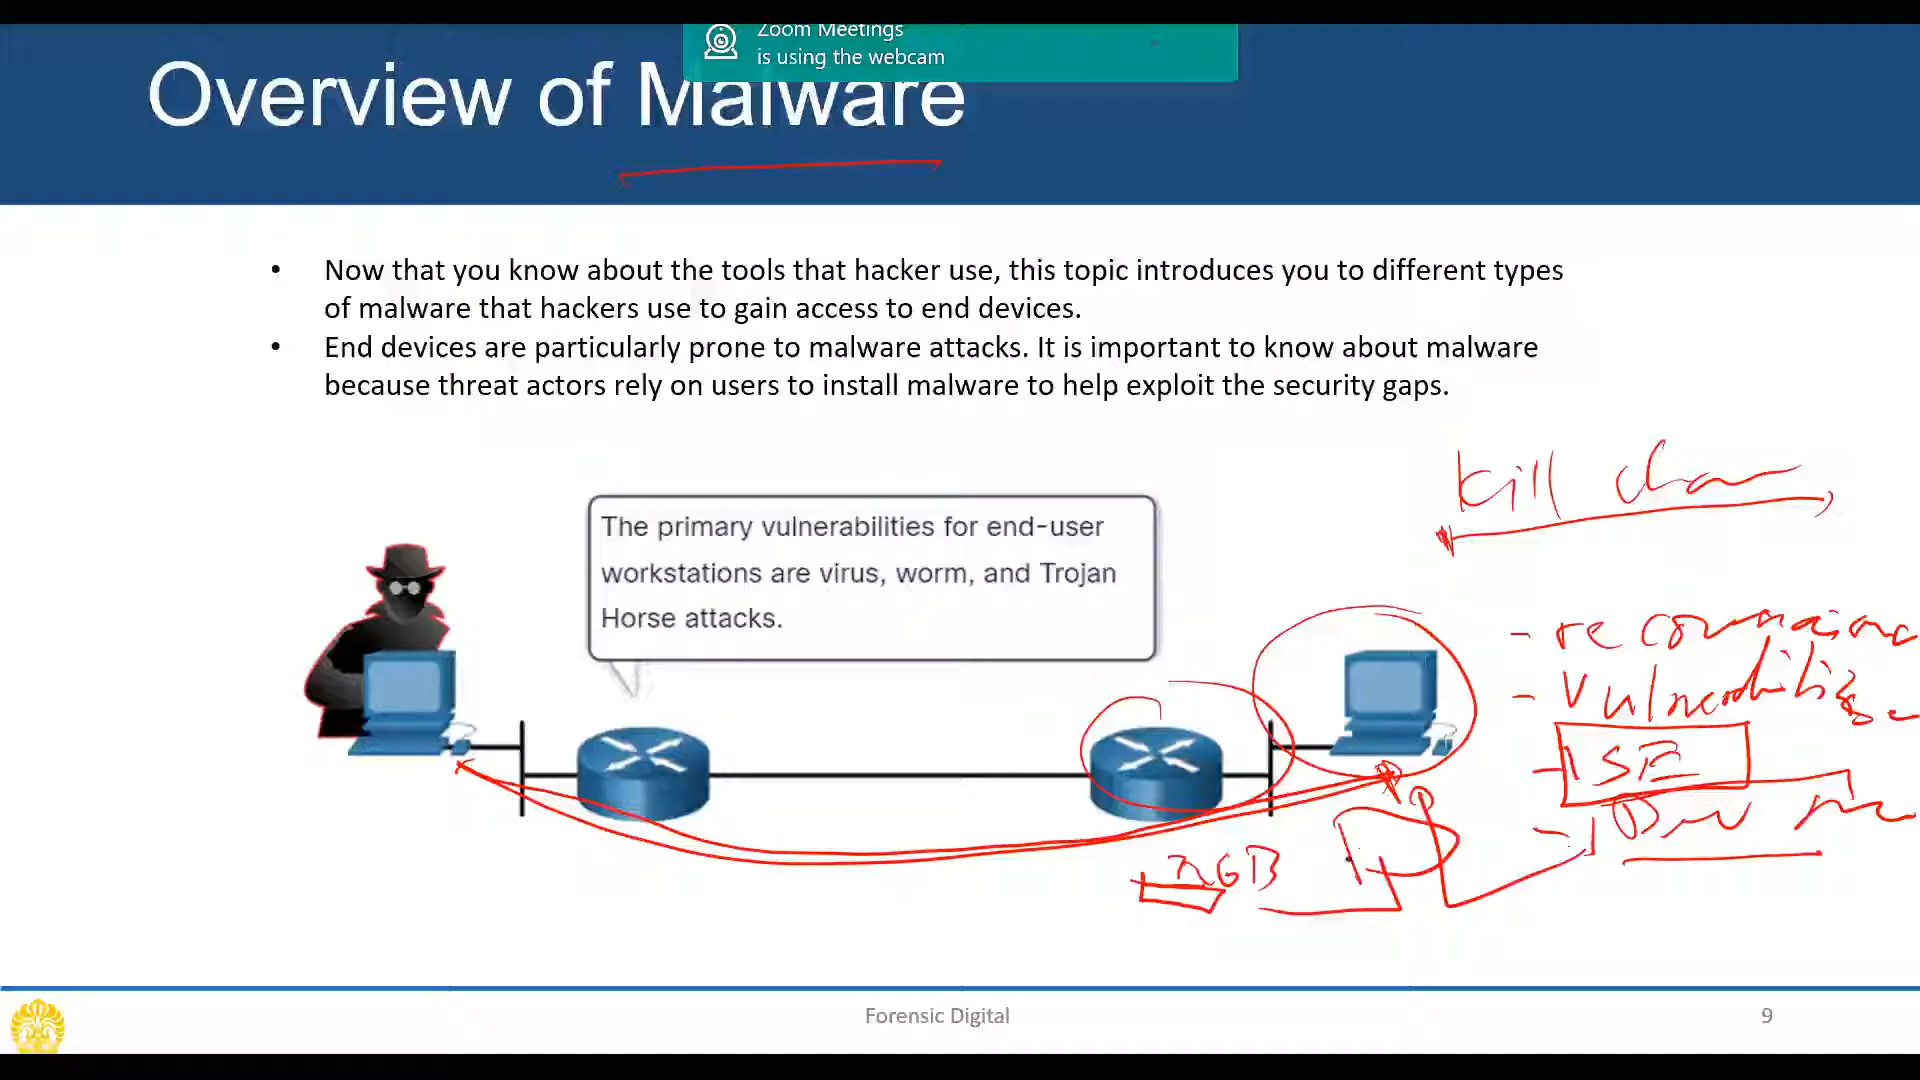 Zoom Meetings
is using the webcam
Overview of Malware
• Now that you know about the tools that hacker use, this topic introduces you to different types
of malware that hackers use to gain access to end devices.
• End devices are particularly prone to malware attacks. It is important to know about malware
because threat actors rely on users to install malware to help exploit the security gaps.
kill
The primary vulnerabilities for end-user
workstations are virus, worm, and Trojan
Horse attacks.
- SE
Forensic Digital
9